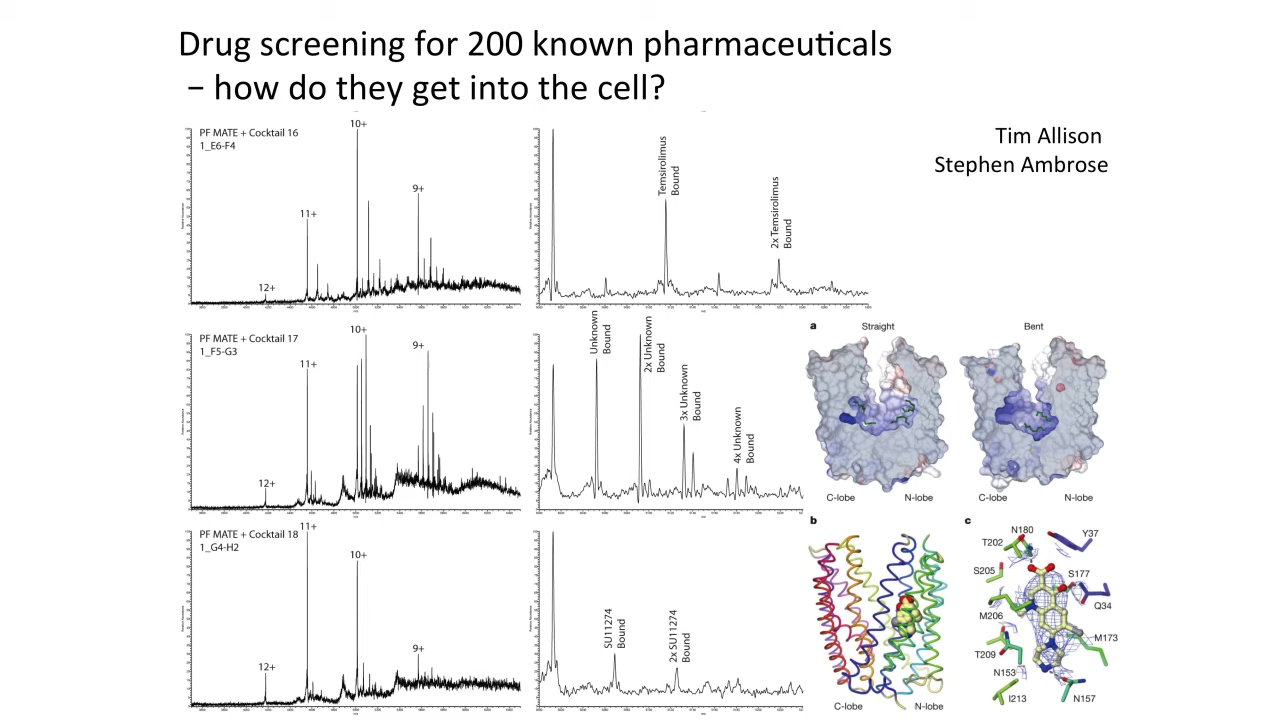 Drug screening for 200 known pharmaceuticals
– how do they get into the cell?
Tim Allison
Stephen Ambrose
PF MATE + Cocktail 16
1_E6-F4
12+
11+
10+
9+
Temsirolimus
Bound
2x Temsirolimus
Bound
PF MATE + Cocktail 17
1_F5-G3
12+
11+
10+
9+
Unknown
Bound
2x Unknown
Bound
3x Unknown
Bound
4x Unknown
Bound
PF MATE + Cocktail 18
1_G4-H2
12+
11+
10+
9+
SU11274
Bound
2x SU11274
Bound
a
Straight
Bent
C-lobe
N-lobe
C-lobe
N-lobe
b
C-lobe
N-lobe
c
N180
Y37
T202
S205
S177
Q34
M206
M173
T209
N153
I213
N157